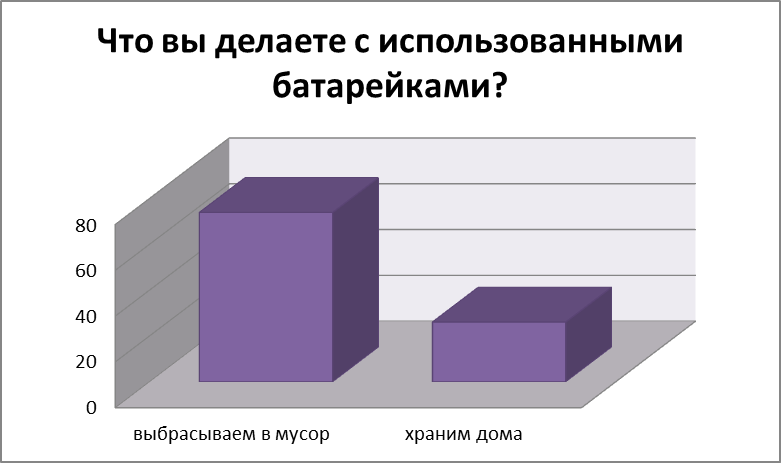 Что вы делаете с использованными
батарейками?
80
60
40
20
0
выбрасываем в мусор
храним дома